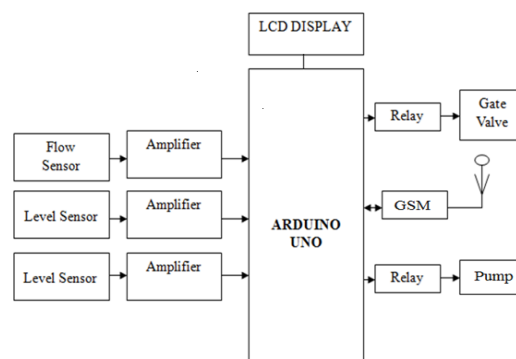 LCD DISPLAY
Flow
Sensor
Amplifier
Level Sensor
Amplifier
Level Sensor
Amplifier
ARDUINO
UNO
Relay
Gate
Valve
GSM
Relay
Pump